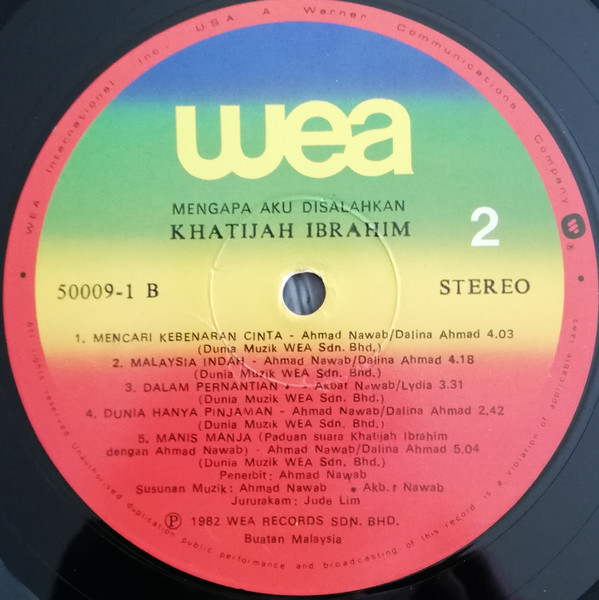 WEA International Inc. U.S.A. A Warner Communications Company
wea
MENGAPA AKU DISALAHKAN
KHATIJAH IBRAHIM
2
50009-1 B
STEREO
1. MENCARI KEBENARAN CINTA - Ahmad Nawab/Dalina Ahmad 4.03
(Dunia Muzik WEA Sdn. Bhd.)
2. MALAYSIA INDAH - Ahmad Nawab/Dalina Ahmad 4.18
(Dunia Muzik WEA Sdn. Bhd.)
3. DALAM PERNANTIAN - Akbar Nawab/Lydia 3.31
(Dunia Muzik WEA Sdn. Bhd.)
4. DUNIA HANYA PINJAMAN - Ahmad Nawab/Dalina Ahmad 2,42
(Dunia Muzik WEA Sdn. Bhd.)
5. MANIS MANJA (Paduan suara Khatijah Ibrahim
dengan Ahmad Nawab) - Ahmad Nawab/Dalina Ahmad 5.04
(Dunia Muzik WEA Sdn, Bhd.)
Penerbit: Ahmad Nawab
Susunan Muzik: Ahmad Nawab • Akb.r Nawab
Jururakam: Jude Lim
℗ 1982 WEA RECORDS SDN. BHD.
Buatan Malaysia
All rights reserved Unauthorised duplication public performance and broadcasting of this record is a violation of applicable laws